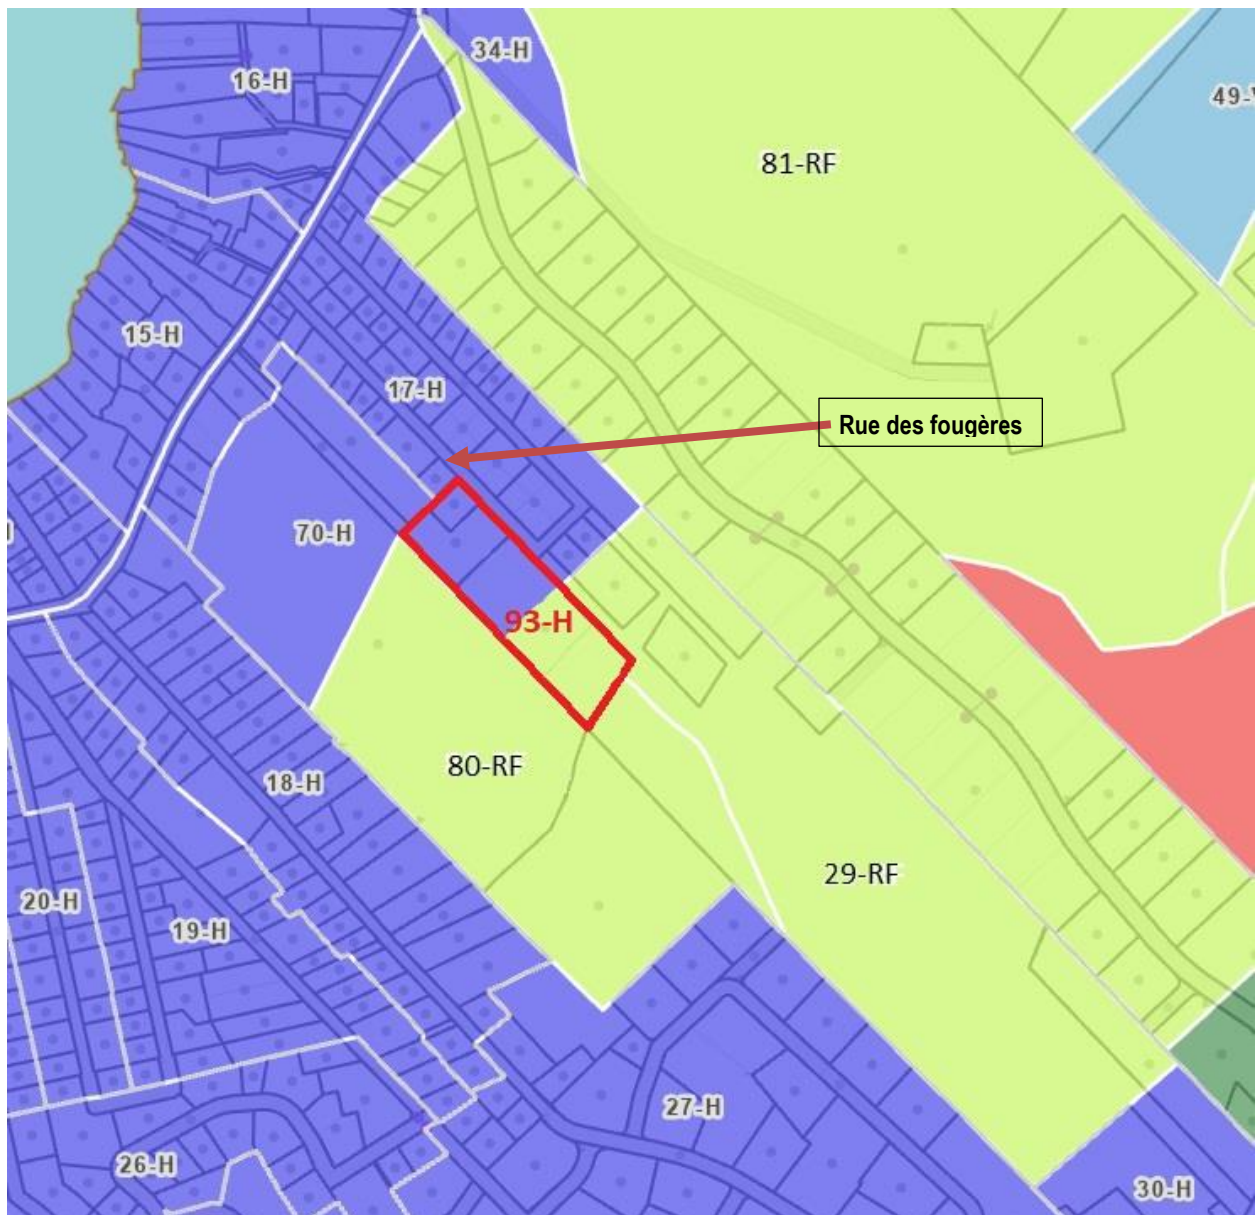 34-H
16-H
49-
81-RF
15-H
17-H
Rue des fougères
70-H
93-H
80-RF
18-H
29-RF
20-H
19-H
27-H
26-H
30-H